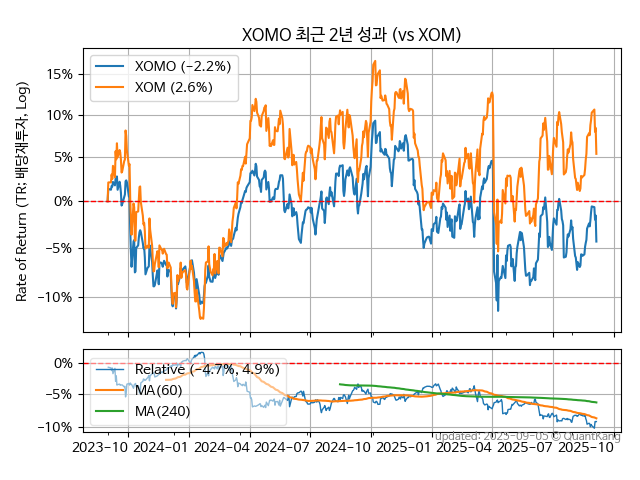 XOMO 최근 2년 성과 (vs XOM)
Rate of Return (TR: 배당재투자, Log)
15%
10%
5%
0%
−5%
−10%
XOMO (−2.2%)
XOM (2.6%)
0%
−5%
−10%
Relative (−4.7%, 4.9%)
MA(60)
MA(240)
updated: 2025-09-05 © QuantKang
2023-10 2024-01 2024-04 2024-07 2024-10 2025-01 2025-04 2025-07 2025-10